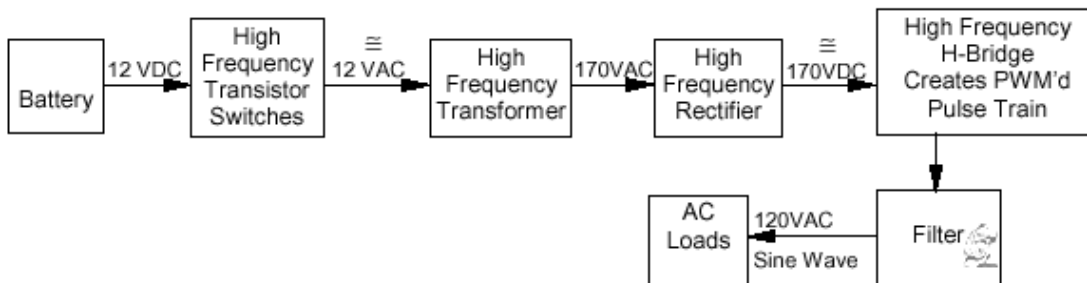 Battery
12 VDC
High
Frequency
Transistor
Switches
≅
12 VAC
High
Frequency
Transformer
170VAC
High
Frequency
Rectifier
≅
170VDC
High Frequency
H-Bridge
Creates PWM'd
Pulse Train
Filter
120VAC
Sine Wave
AC
Loads